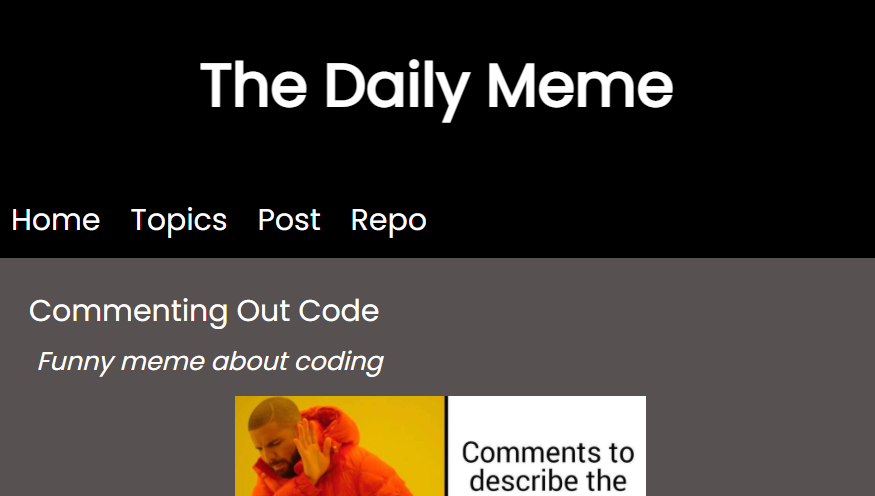 The Daily Meme
Home Topics Post Repo
Commenting Out Code
Funny meme about coding
Comments to
describe the